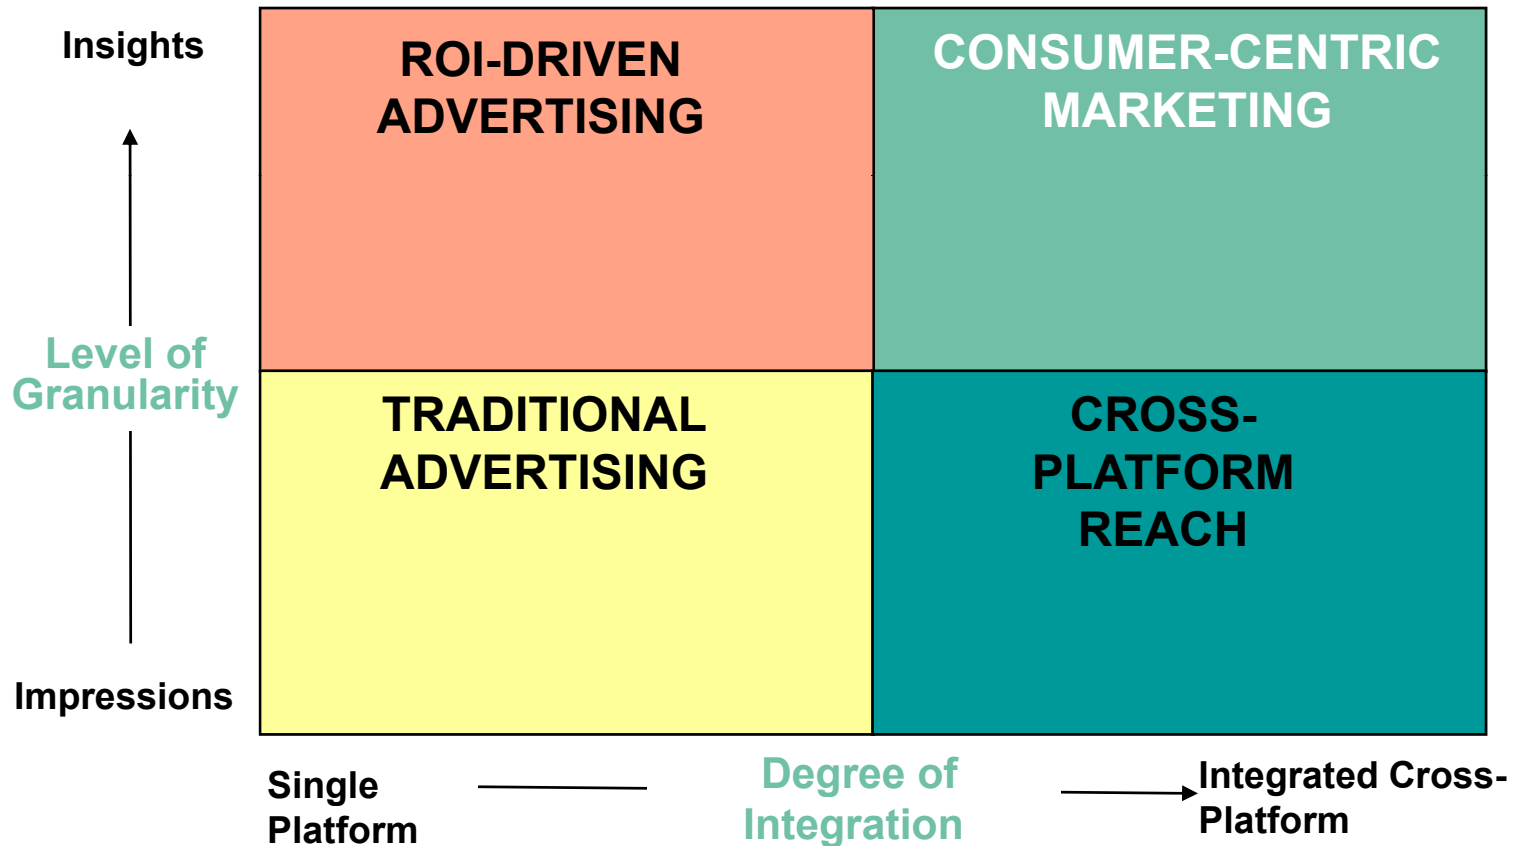 Insights
ROI-DRIVEN
ADVERTISING
CONSUMER-CENTRIC
MARKETING
Level of
Granularity
TRADITIONAL
ADVERTISING
CROSS-
PLATFORM
REACH
Impressions
Single
Platform
Degree of
Integration
Integrated Cross-
Platform